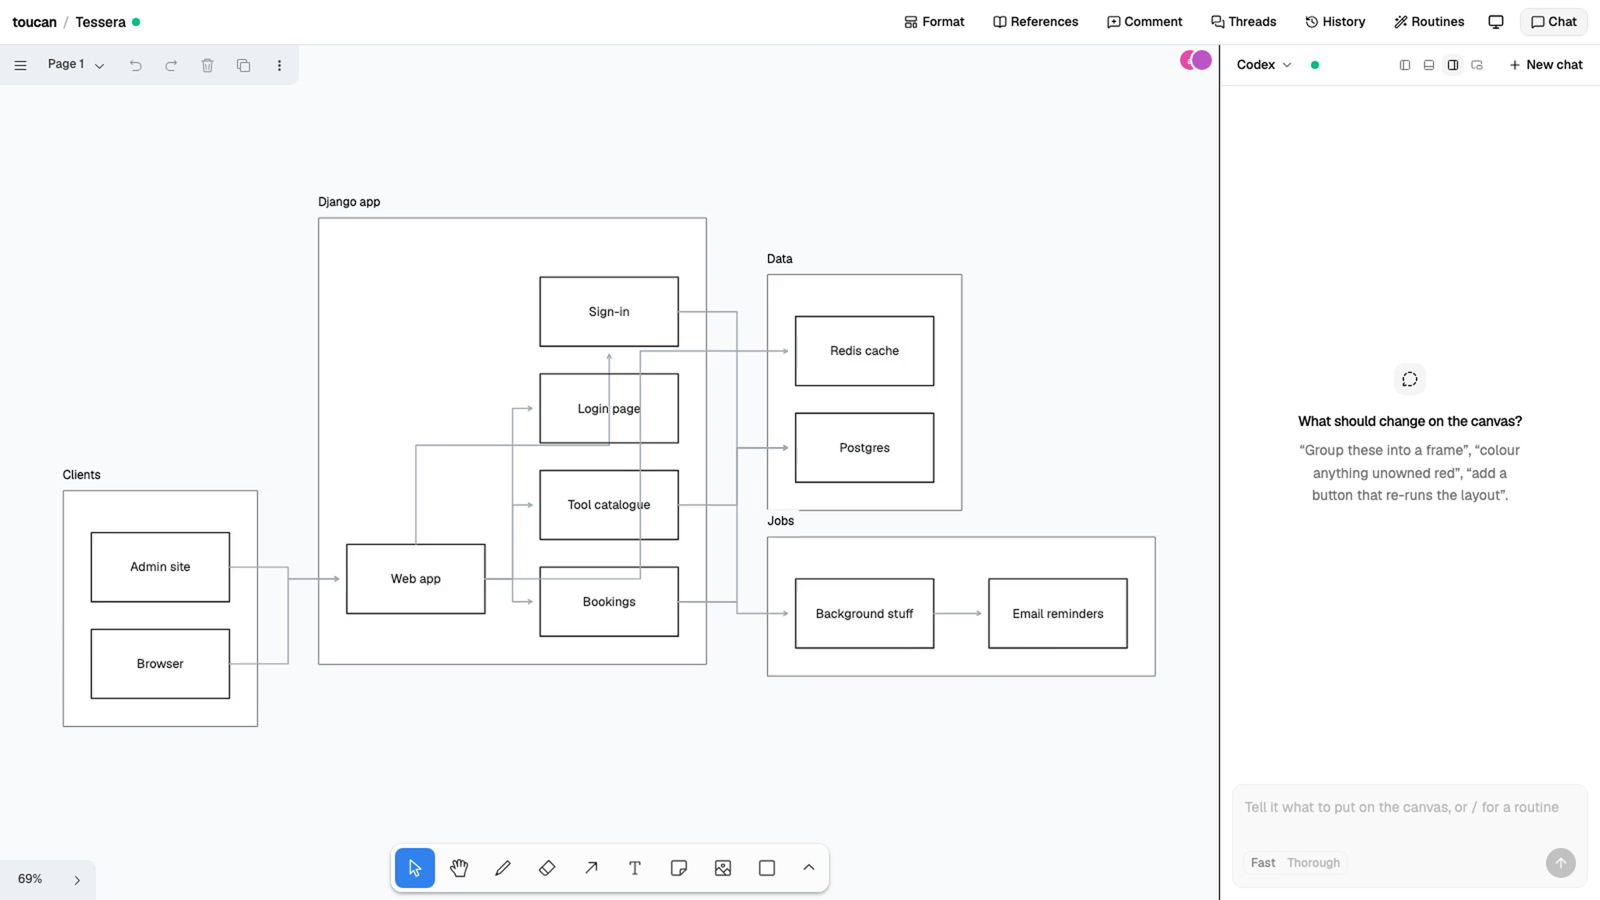 toucan / Tessera
Format
References
Comment
Threads
History
Routines
Chat
Page 1
Codex
+ New chat
Django app
Sign-in
Login page
Tool catalogue
Web app
Bookings
Data
Redis cache
Postgres
Clients
Admin site
Browser
Jobs
Background stuff
Email reminders
What should change on the canvas?
“Group these into a frame”, “colour
anything unowned red”, “add a
button that re-runs the layout”.
Tell it what to put on the canvas, or / for a routine
Fast
Thorough
69%